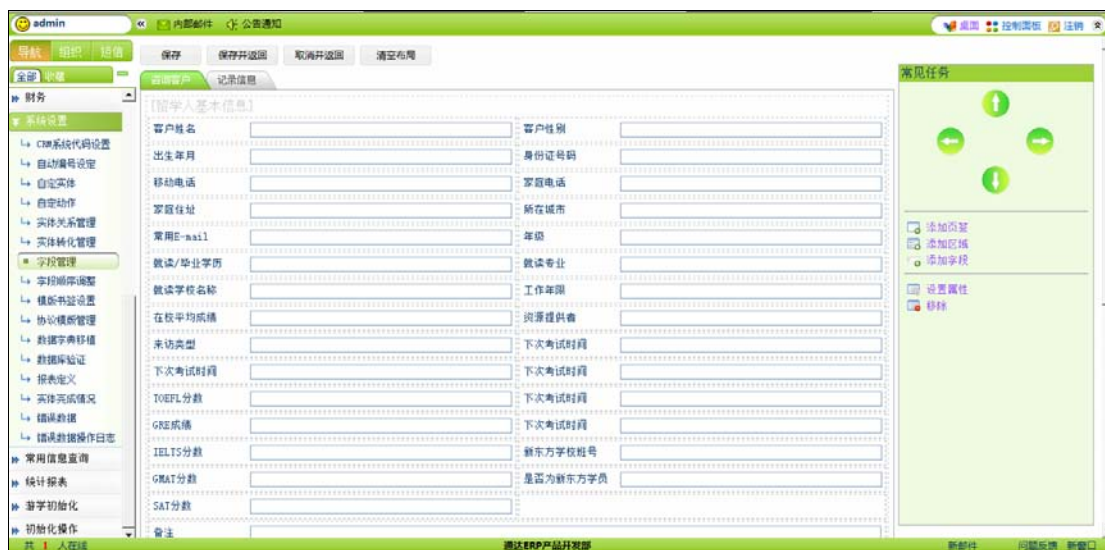 admin
内部邮件 公告通知
桌面 控制面板 注销
导航 组织 短信
全部 收藏
财务
系统设置
CRM系统代码设置
自动编号设定
自定实体
自定动作
实体关系管理
实体转化管理
字段管理
字段顺序调整
模版书签设置
协议模版管理
数据字典移植
数据库验证
报表定义
实体完成情况
错误数据
错误数据操作日志
常用信息查询
统计报表
游学初始化
初始化操作
保存 保存并返回 取消并返回 清空布局
咨询客户 记录信息
[留学人基本信息]
客户姓名 客户性别
出生年月 身份证号码
移动电话 家庭电话
家庭住址 所在城市
常用E-mail 年级
就读/毕业学历 就读专业
就读学校名称 工作年限
在校平均成绩 资源提供者
来访类型 下次考试时间
下次考试时间 下次考试时间
TOEFL分数 下次考试时间
GRE成绩 下次考试时间
IELTS分数 新东方学校班号
GMAT分数 是否为新东方学员
SAT分数
备注
常见任务
添加页签
添加区域
添加字段
设置属性
移除
共 1 人在线
通达ERP产品开发部
新邮件 问题反馈 新窗口